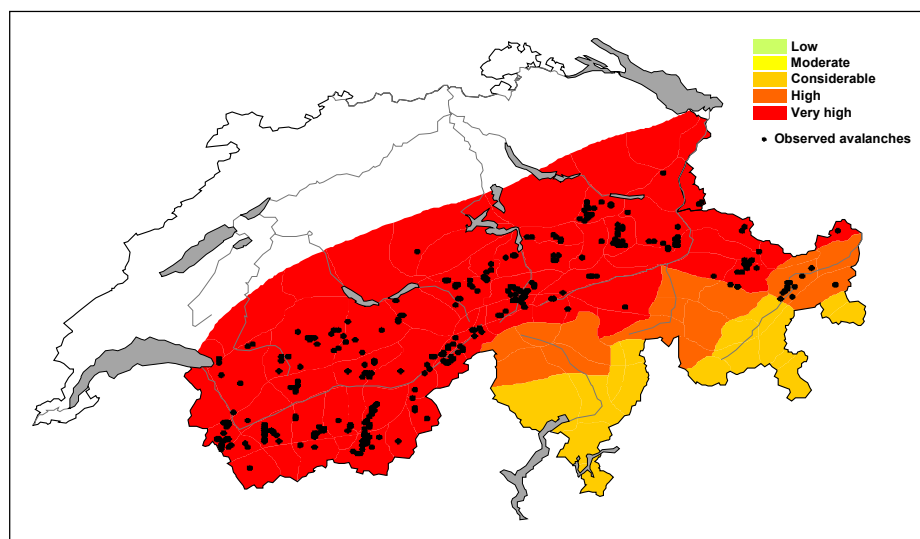 Low
Moderate
Considerable
High
Very high
Observed avalanches